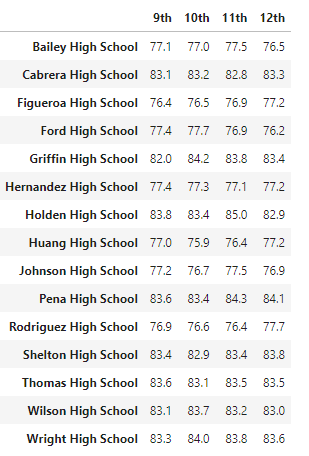 9th 10th 11th 12th
Bailey High School 77.1 77.0 77.5 76.5
Cabrera High School 83.1 83.2 82.8 83.3
Figueroa High School 76.4 76.5 76.9 77.2
Ford High School 77.4 77.7 76.9 76.2
Griffin High School 82.0 84.2 83.8 83.4
Hernandez High School 77.4 77.3 77.1 77.2
Holden High School 83.8 83.4 85.0 82.9
Huang High School 77.0 75.9 76.4 77.2
Johnson High School 77.2 76.7 77.5 76.9
Pena High School 83.6 83.4 84.3 84.1
Rodriguez High School 76.9 76.6 76.4 77.7
Shelton High School 83.4 82.9 83.4 83.8
Thomas High School 83.6 83.1 83.5 83.5
Wilson High School 83.1 83.7 83.2 83.0
Wright High School 83.3 84.0 83.8 83.6